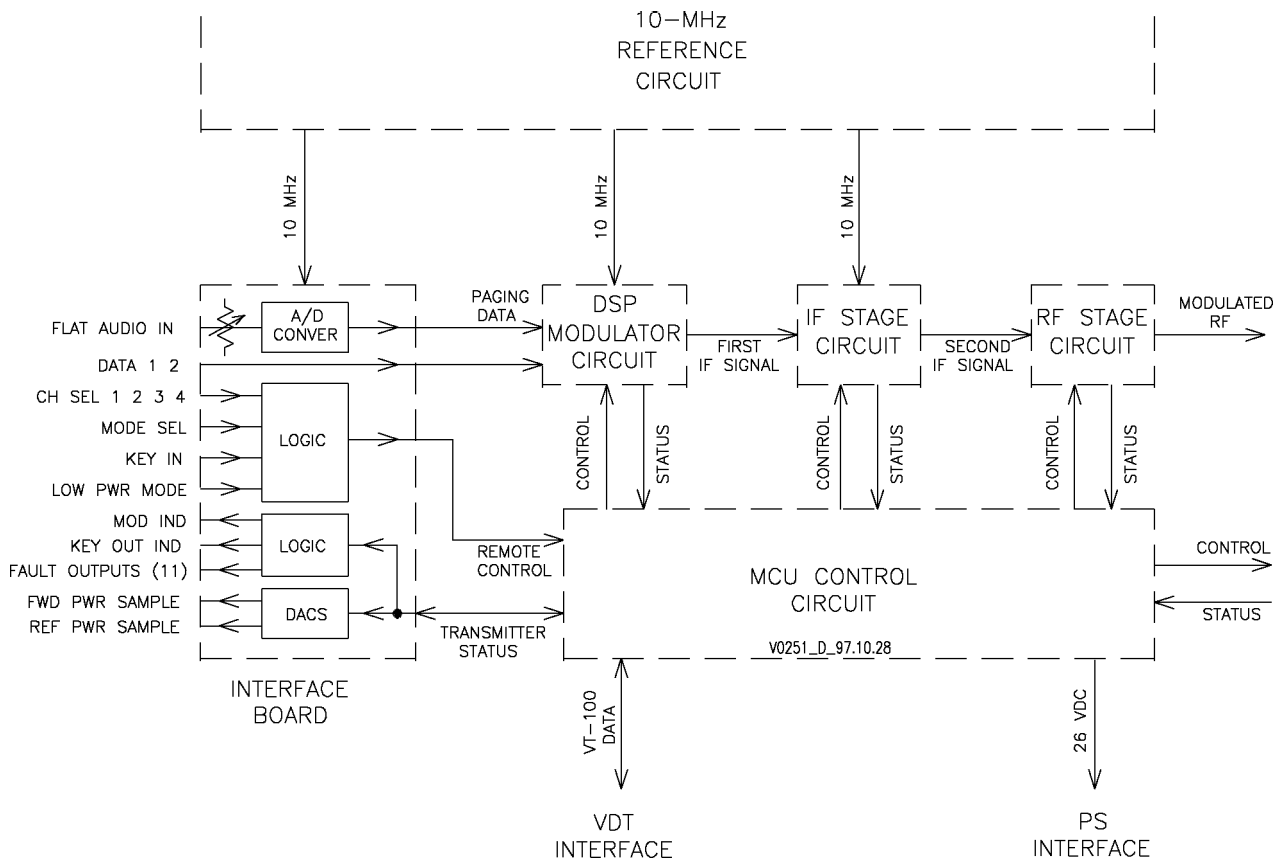 10-MHz
REFERENCE
CIRCUIT
10 MHz
10 MHz
10 MHz
FLAT AUDIO IN
A/D
CONVER
PAGING
DATA
DSP
MODULATOR
CIRCUIT
FIRST
IF SIGNAL
IF STAGE
CIRCUIT
SECOND
IF SIGNAL
RF STAGE
CIRCUIT
MODULATED
RF
DATA 1 2
CH SEL 1 2 3 4
MODE SEL
KEY IN
LOW PWR MODE
LOGIC
CONTROL
STATUS
CONTROL
STATUS
CONTROL
STATUS
MOD IND
KEY OUT IND
FAULT OUTPUTS (11)
LOGIC
REMOTE
CONTROL
FWD PWR SAMPLE
REF PWR SAMPLE
DACS
TRANSMITTER
STATUS
MCU CONTROL
CIRCUIT
V0251_D_97.10.28
CONTROL
STATUS
INTERFACE
BOARD
VT-100
DATA
26 VDC
VDT
INTERFACE
PS
INTERFACE